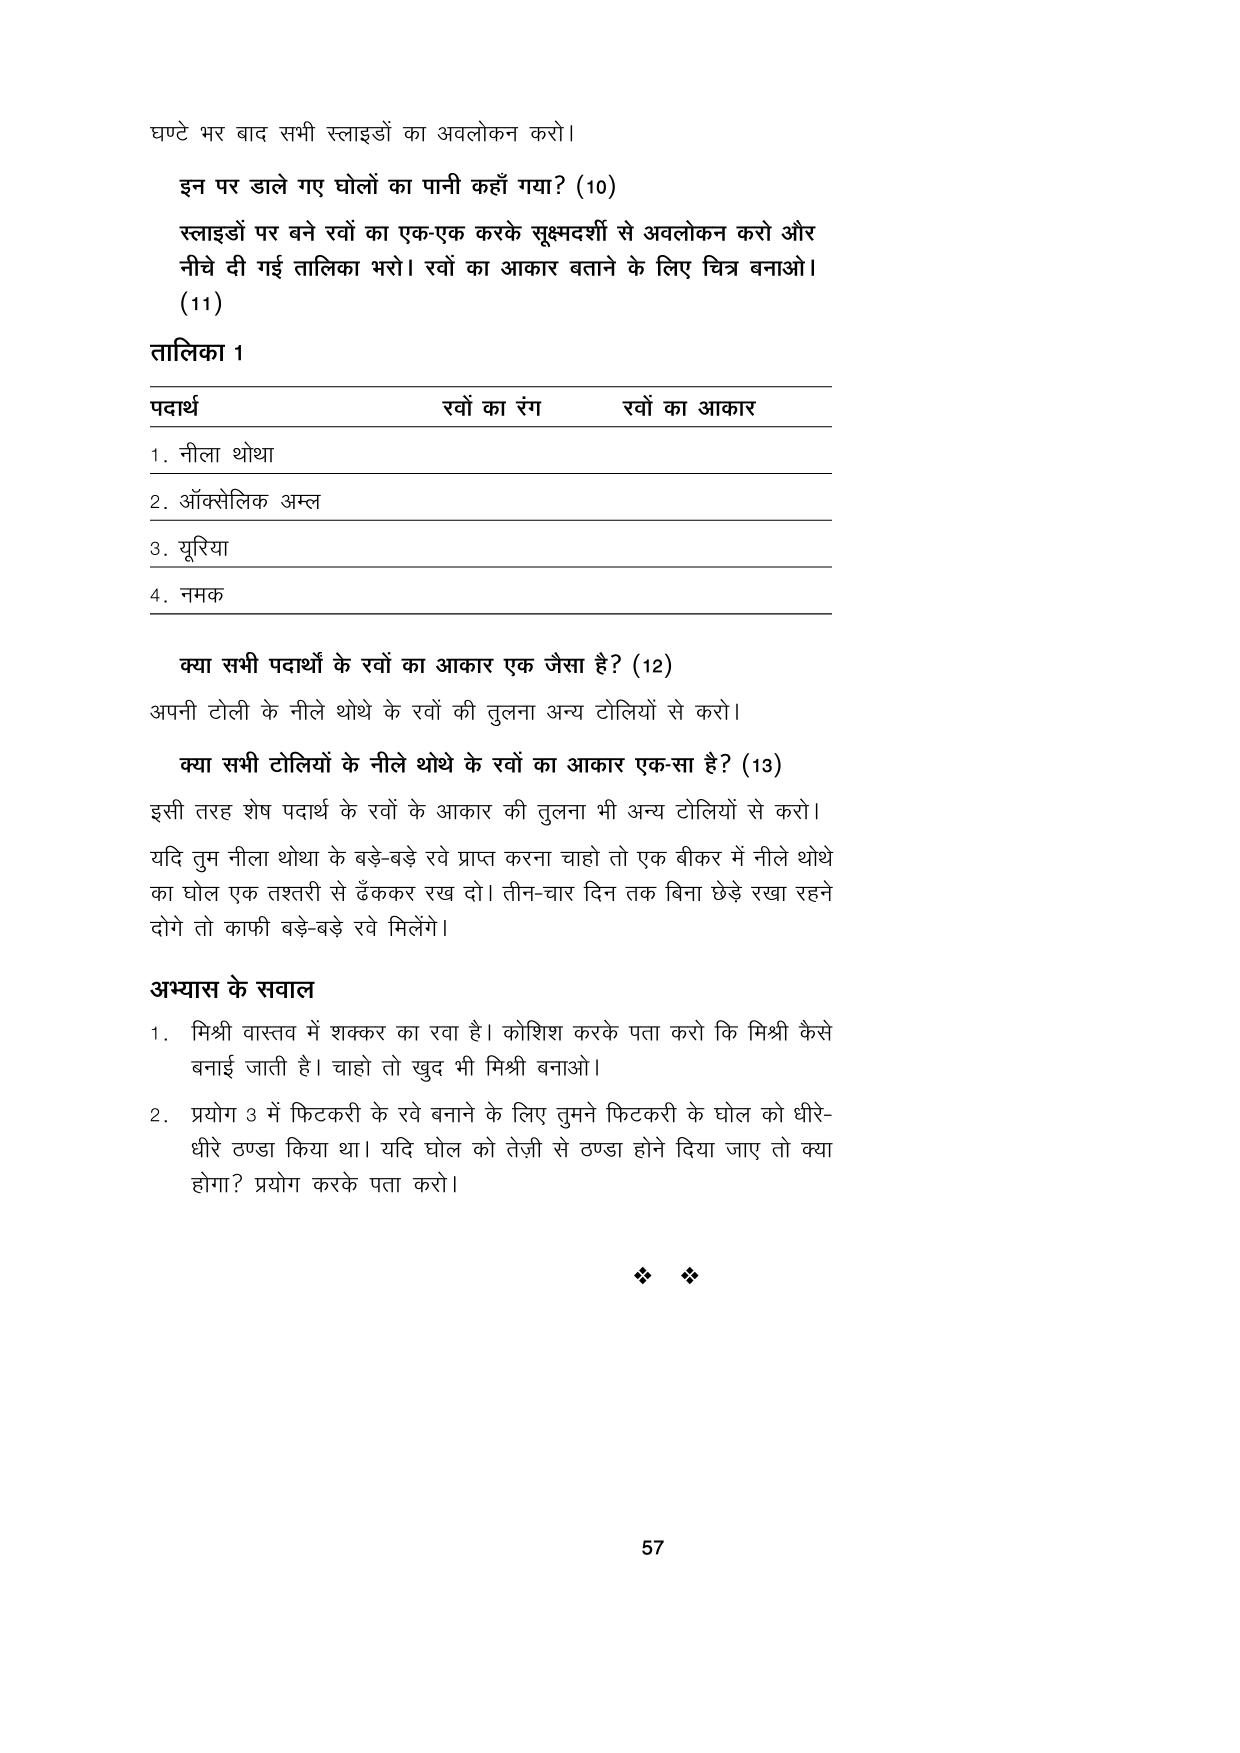 घण्टे भर बाद सभी स्लाइडों का अवलोकन करो।
इन पर डाले गए घोलों का पानी कहाँ गया? (10)
स्लाइडों पर बने रवों का एक-एक करके सूक्ष्मदर्शी से अवलोकन करो और
नीचे दी गई तालिका भरो। रवों का आकार बताने के लिए चित्र बनाओ।
(11)
तालिका 1
पदार्थ रवों का रंग रवों का आकार
1. नीला थोथा
2. ऑक्सेलिक अम्ल
3. यूरिया
4. नमक
क्या सभी पदार्थों के रवों का आकार एक जैसा है? (12)
अपनी टोली के नीले थोथे के रवों की तुलना अन्य टोलियों से करो।
क्या सभी टोलियों के नीले थोथे के रवों का आकार एक-सा है? (13)
इसी तरह शेष पदार्थ के रवों के आकार की तुलना भी अन्य टोलियों से करो।
यदि तुम नीला थोथा के बड़े-बड़े रवे प्राप्त करना चाहो तो एक बीकर में नीले थोथे
का घोल एक तश्तरी से ढँककर रख दो। तीन-चार दिन तक बिना छेड़े रखा रहने
दोगे तो काफी बड़े-बड़े रवे मिलेंगे।
अभ्यास के सवाल
1. मिश्री वास्तव में शक्कर का रवा है। कोशिश करके पता करो कि मिश्री कैसे
बनाई जाती है। चाहो तो खुद भी मिश्री बनाओ।
2. प्रयोग 3 में फिटकरी के रवे बनाने के लिए तुमने फिटकरी के घोल को धीरे-
धीरे ठण्डा किया था। यदि घोल को तेज़ी से ठण्डा होने दिया जाए तो क्या
होगा? प्रयोग करके पता करो।
❖ ❖
57